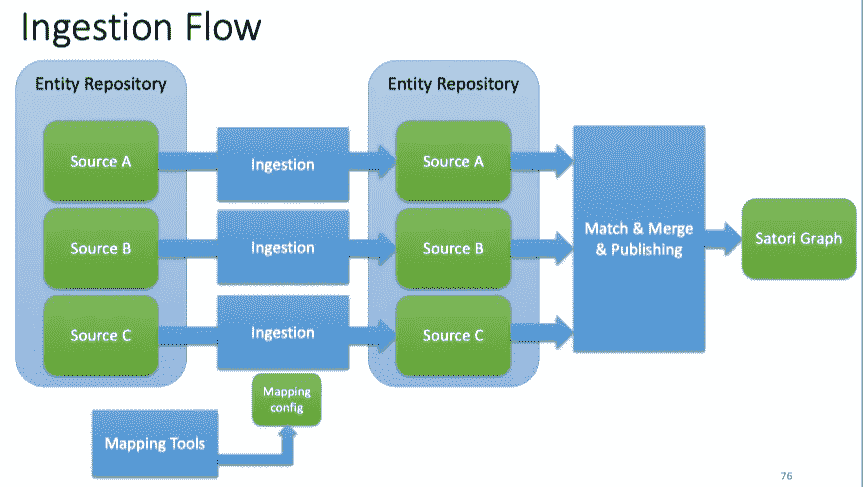 Ingestion Flow
Entity Repository
Entity Repository
Source A
Ingestion
Source A
Source B
Ingestion
Source B
Match & Merge
& Publishing
Satori Graph
Source C
Ingestion
Source C
Mapping
config
Mapping Tools
76